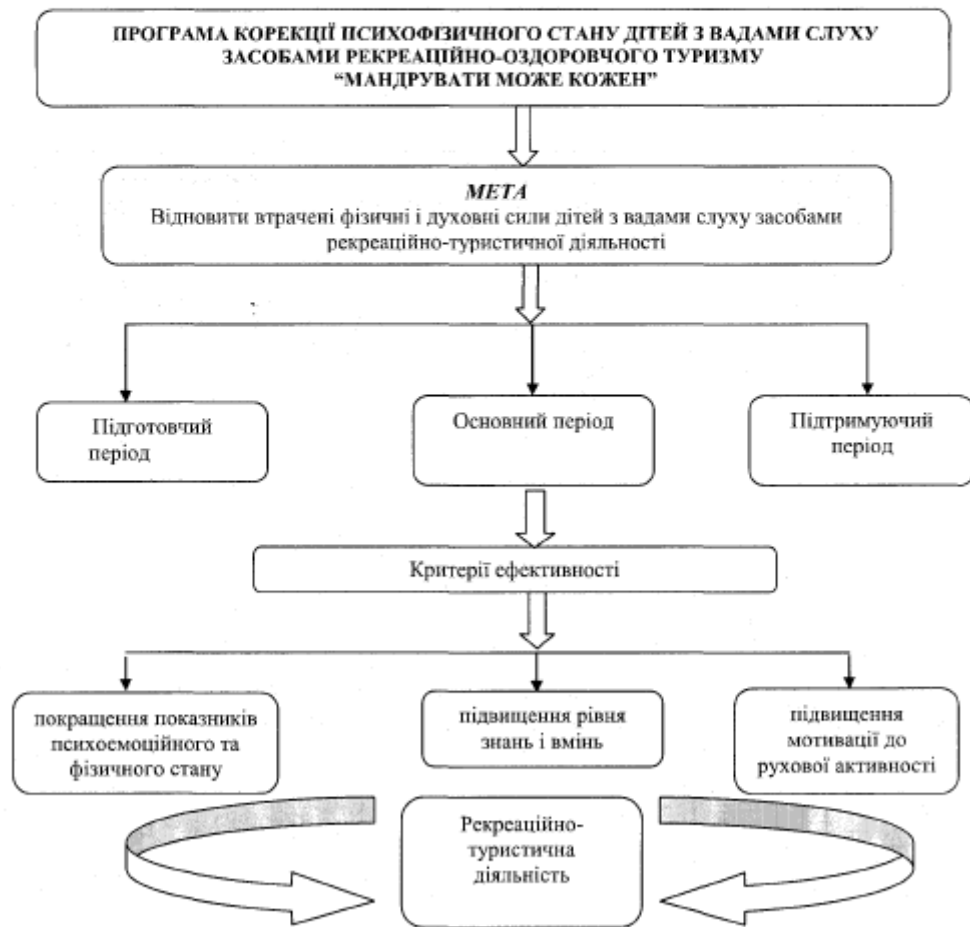 ПРОГРАМА КОРЕКЦІЇ ПСИХОФІЗИЧНОГО СТАНУ ДІТЕЙ З ВАДАМИ СЛУХУ
ЗАСОБАМИ РЕКРЕАЦІЙНО-ОЗДОРОВЧОГО ТУРИЗМУ
“МАНДРУВАТИ МОЖЕ КОЖЕН”
МЕТА
Відновити втрачені фізичні і духовні сили дітей з вадами слуху засобами
рекреаційно-туристичної діяльності
Підготовчий
період
Основний період
Підтримуючий
період
Критерії ефективності
покращення показників
психоемоційного та
фізичного стану
підвищення рівня
знань і вмінь
підвищення
мотивації до
рухової активності
Рекреаційно-
туристична
діяльність